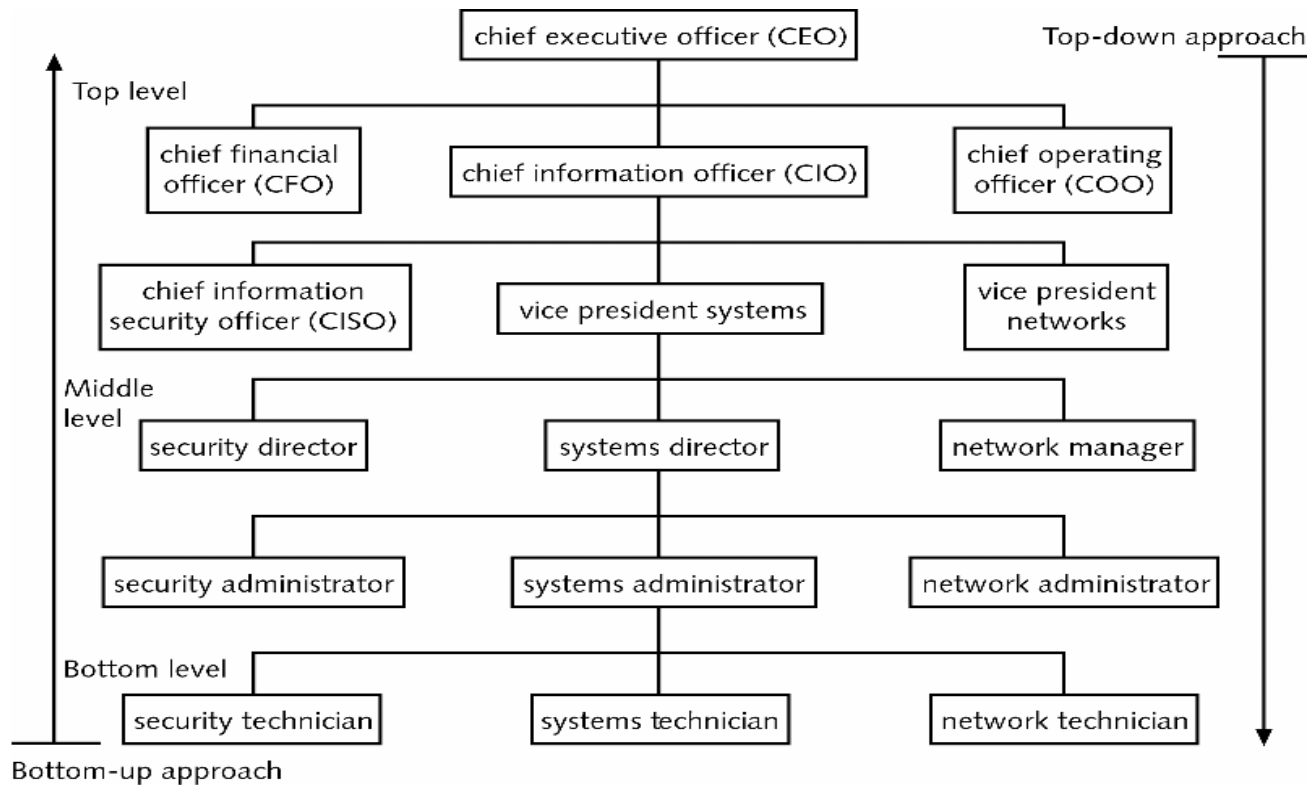 chief executive officer (CEO)
Top-down approach
Top level
chief financial
officer (CFO)
chief information officer (CIO)
chief operating
officer (COO)
chief information
security officer (CISO)
vice president systems
vice president
networks
Middle
level
security director
systems director
network manager
security administrator
systems administrator
network administrator
Bottom level
security technician
systems technician
network technician
Bottom-up approach